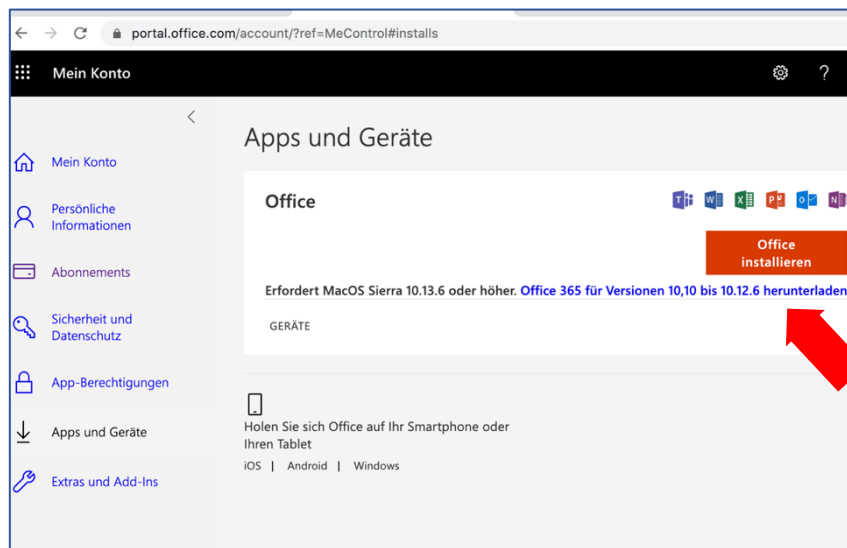 portal.office.com/account/?ref=MeControl#installs
Mein Konto
?
Apps und Geräte
Mein Konto
Persönliche
Informationen
Abonnements
Sicherheit und
Datenschutz
App-Berechtigungen
Apps und Geräte
Extras und Add-Ins
Office
Office
installieren
Erfordert MacOS Sierra 10.13.6 oder höher. Office 365 für Versionen 10,10 bis 10.12.6 herunterladen
GERÄTE
Holen Sie sich Office auf Ihr Smartphone oder
Ihren Tablet
iOS | Android | Windows